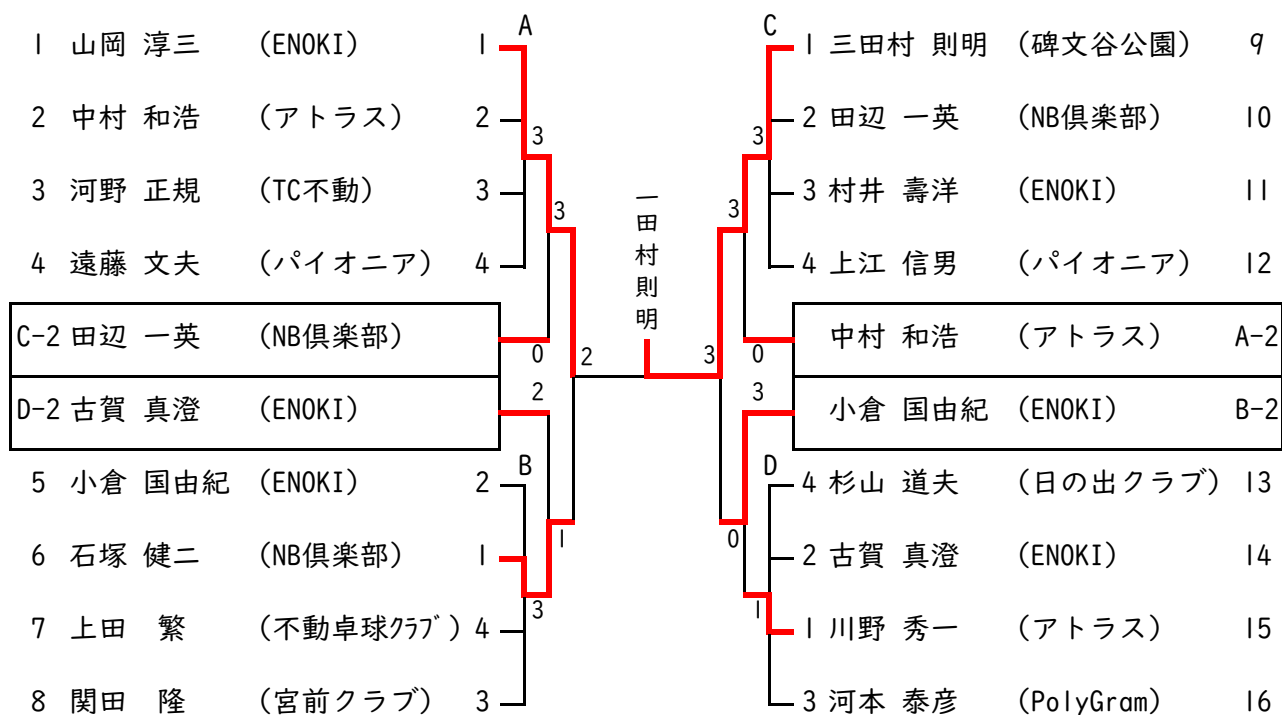 A
C
1 山岡 淳三 (ENOKI) 1
1 三田村 則明 (碑文谷公園) 9
2 中村 和浩 (アトラス) 2
2 田辺 一英 (NB倶楽部) 10
3
3
3 河野 正規 (TC不動) 3
3 村井 壽洋 (ENOKI) 11
3
3
4 遠藤 文夫 (パイオニア) 4
4 上江 信男 (パイオニア) 12
一田村則明
C-2 田辺 一英 (NB倶楽部)
中村 和浩 (アトラス) A-2
0
2
3
0
D-2 古賀 真澄 (ENOKI)
小倉 国由紀 (ENOKI) B-2
2
3
B
D
5 小倉 国由紀 (ENOKI) 2
4 杉山 道夫 (日の出クラブ) 13
1
0
6 石塚 健二 (NB倶楽部) 1
2 古賀 真澄 (ENOKI) 14
3
1
7 上田 繁 (不動卓球ｸﾗﾌﾞ) 4
1 川野 秀一 (アトラス) 15
8 関田 隆 (宮前クラブ) 3
3 河本 泰彦 (PolyGram) 16